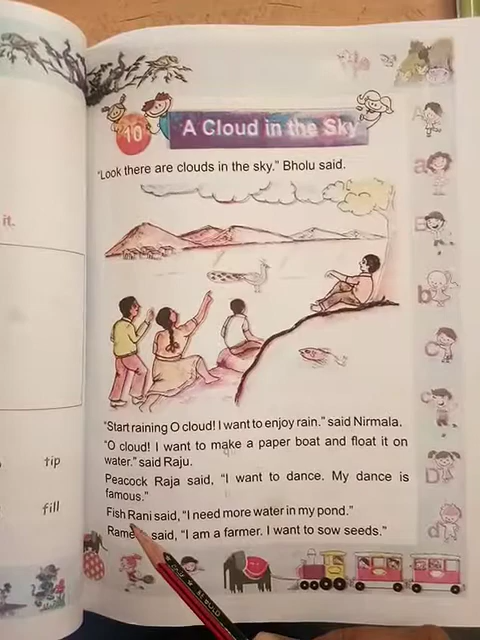 it.
tip
fill
10
A Cloud in the Sky
"Look there are clouds in the sky." Bholu said.
"Start raining O cloud! I want to enjoy rain." said Nirmala.
"O cloud! I want to make a paper boat and float it on
water." said Raju.
Peacock Raja said, "I want to dance. My dance is
famous."
Fish Rani said, "I need more water in my pond."
said, "I am a farmer. I want to sow seeds."
a
B
b
C
c
D
d